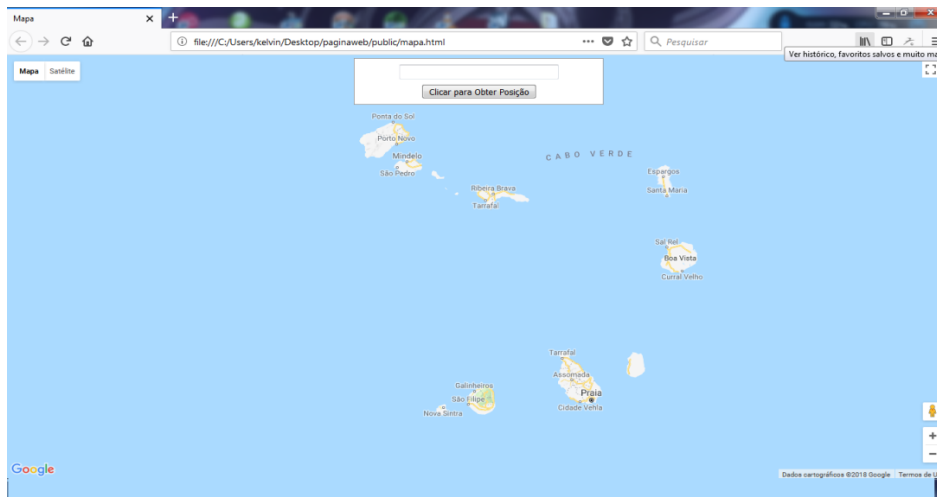 Mapa
file:///C:/Users/kelvin/Desktop/paginaweb/public/mapa.html
Pesquisar
Ver histórico, favoritos salvos e muito ma
Mapa Satélite
Clicar para Obter Posição
Ponta do Sol
Porto Novo
Mindelo
CABO VERDE
São Pedro
Espargos
Ribeira Brava
Santa Maria
Tarrafal
Sal Rei
Boa Vista
Curral Velho
Tarrafal
Assomada
Galinheiros
Praia
São Filipe
Cidade Velha
Nova Sintra
Google
Dados cartográficos ©2018 Google Termos de U